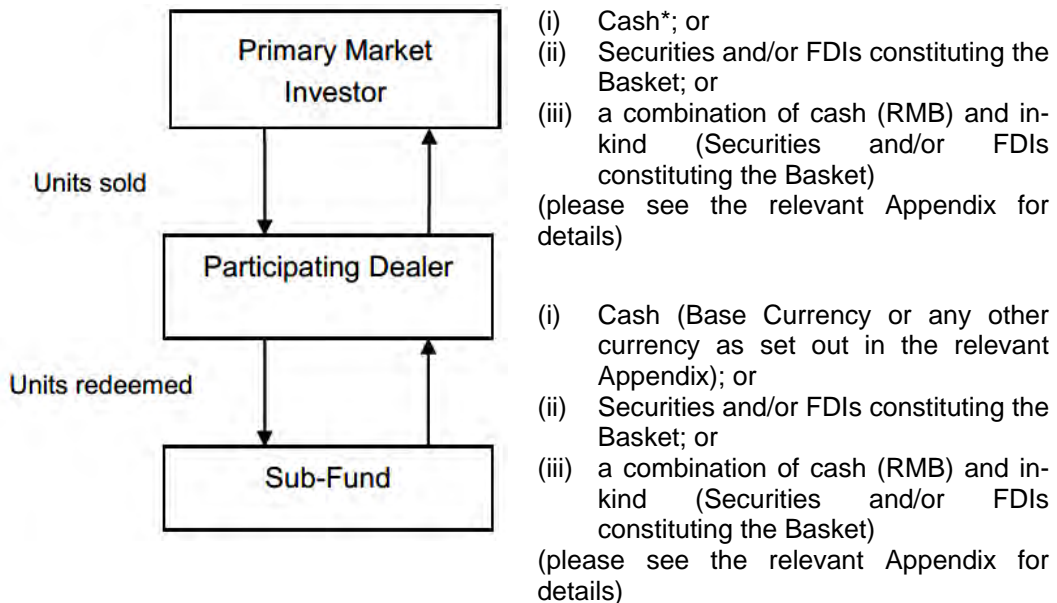 Primary Market
Investor
Units sold
Participating Dealer
Units redeemed
Sub-Fund
(i) Cash*; or
(ii) Securities and/or FDIs constituting the
Basket; or
(iii) a combination of cash (RMB) and in-
kind (Securities and/or FDIs
constituting the Basket)
(please see the relevant Appendix for
details)
(i) Cash (Base Currency or any other
currency as set out in the relevant
Appendix); or
(ii) Securities and/or FDIs constituting the
Basket; or
(iii) a combination of cash (RMB) and in-
kind (Securities and/or FDIs
constituting the Basket)
(please see the relevant Appendix for
details)